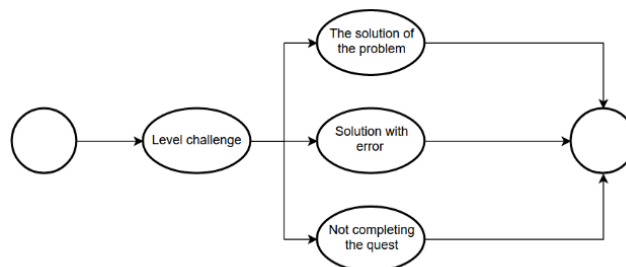 The solution of
the problem
Level challenge
Solution with
error
Not completing
the quest